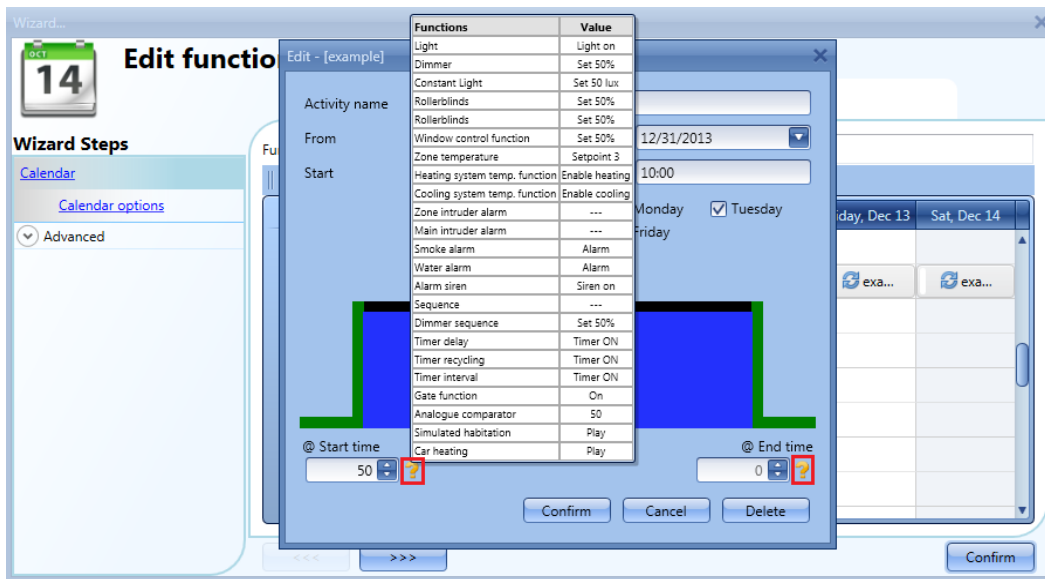 Wizard...
OCT
14
Edit functio
Wizard Steps
Calendar
Calendar options
Advanced
Fu
Edit - [example]
Activity name
From
12/31/2013
Start
10:00
Monday
Tuesday
Friday
Functions Value
Light Light on
Dimmer Set 50%
Constant Light Set 50 lux
Rollerblinds Set 50%
Rollerblinds Set 50%
Window control function Set 50%
Zone temperature Setpoint 3
Heating system temp. function Enable heating
Cooling system temp. function Enable cooling
Zone intruder alarm ---
Main intruder alarm ---
Smoke alarm Alarm
Water alarm Alarm
Alarm siren Siren on
Sequence ---
Dimmer sequence Set 50%
Timer delay Timer ON
Timer recycling Timer ON
Timer interval Timer ON
Gate function On
Analogue comparator 50
Simulated habitation Play
Car heating Play
@ Start time
50
?
@ End time
0
?
Confirm
Cancel
Delete
iday, Dec 13
Sat, Dec 14
exa...
exa...
<<<
>>>
Confirm